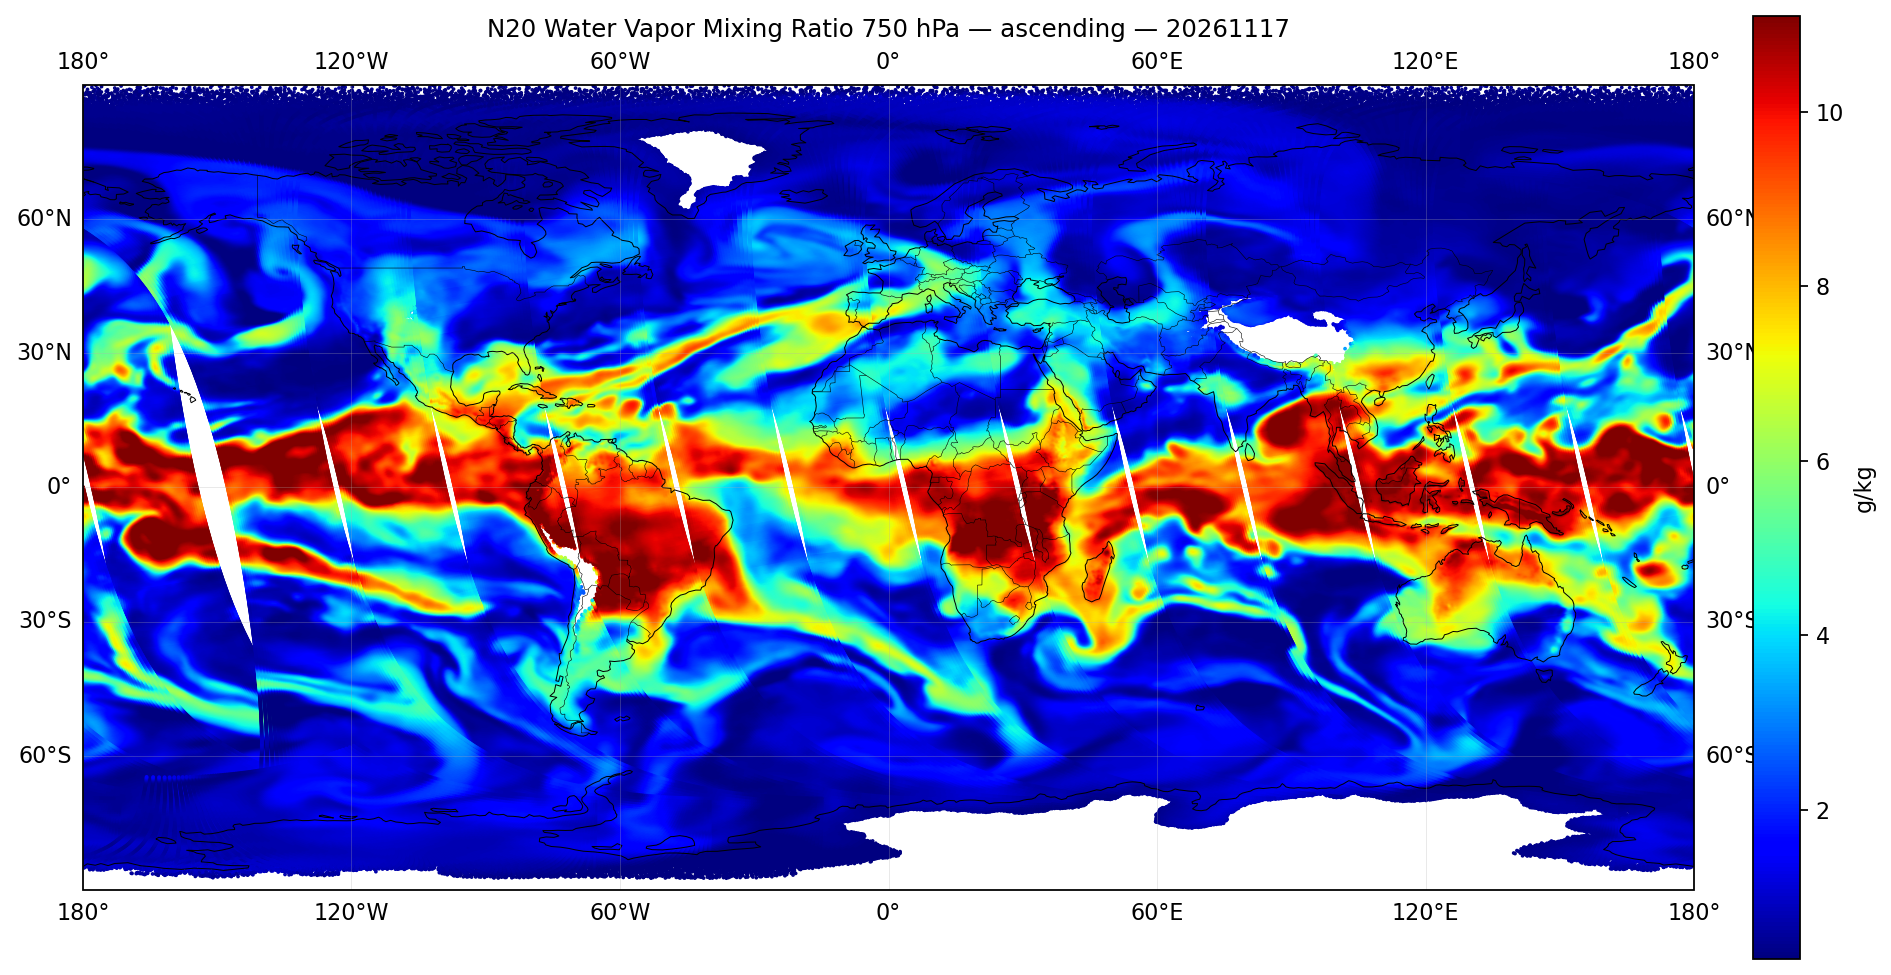 N20 Water Vapor Mixing Ratio 750 hPa — ascending — 20261117
180° 120°W 60°W 0° 60°E 120°E 180°
60°N 60°N
30°N 30°N
0° 0°
30°S 30°S
60°S 60°S
180° 120°W 60°W 0° 60°E 120°E 180°
10
8
6
4
2
g/kg